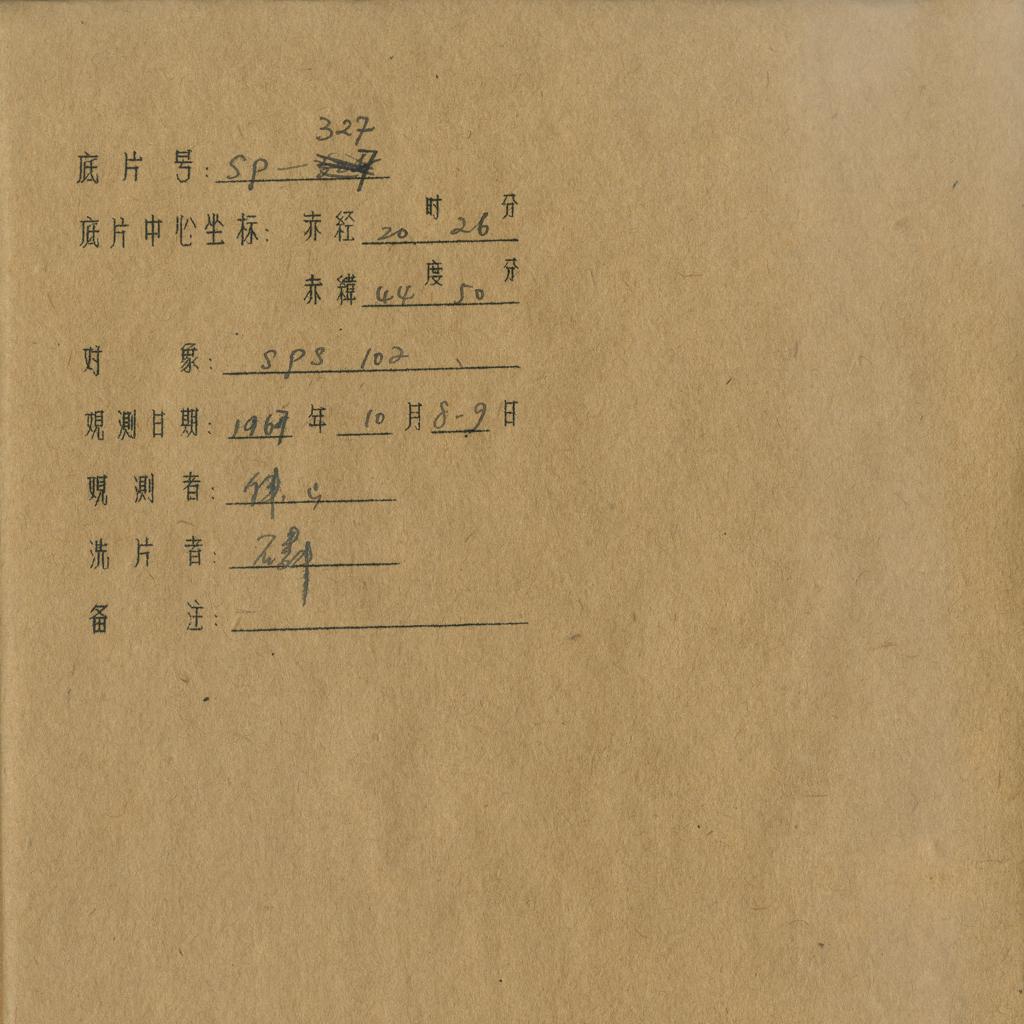 327
底片号: SP—
底片中心坐标: 赤経 20 时 26 分
赤緯 44 度 50 分
对象: SPS 102
观测日期: 1967 年 10 月 8-9 日
观测者:
洗片者:
备注: